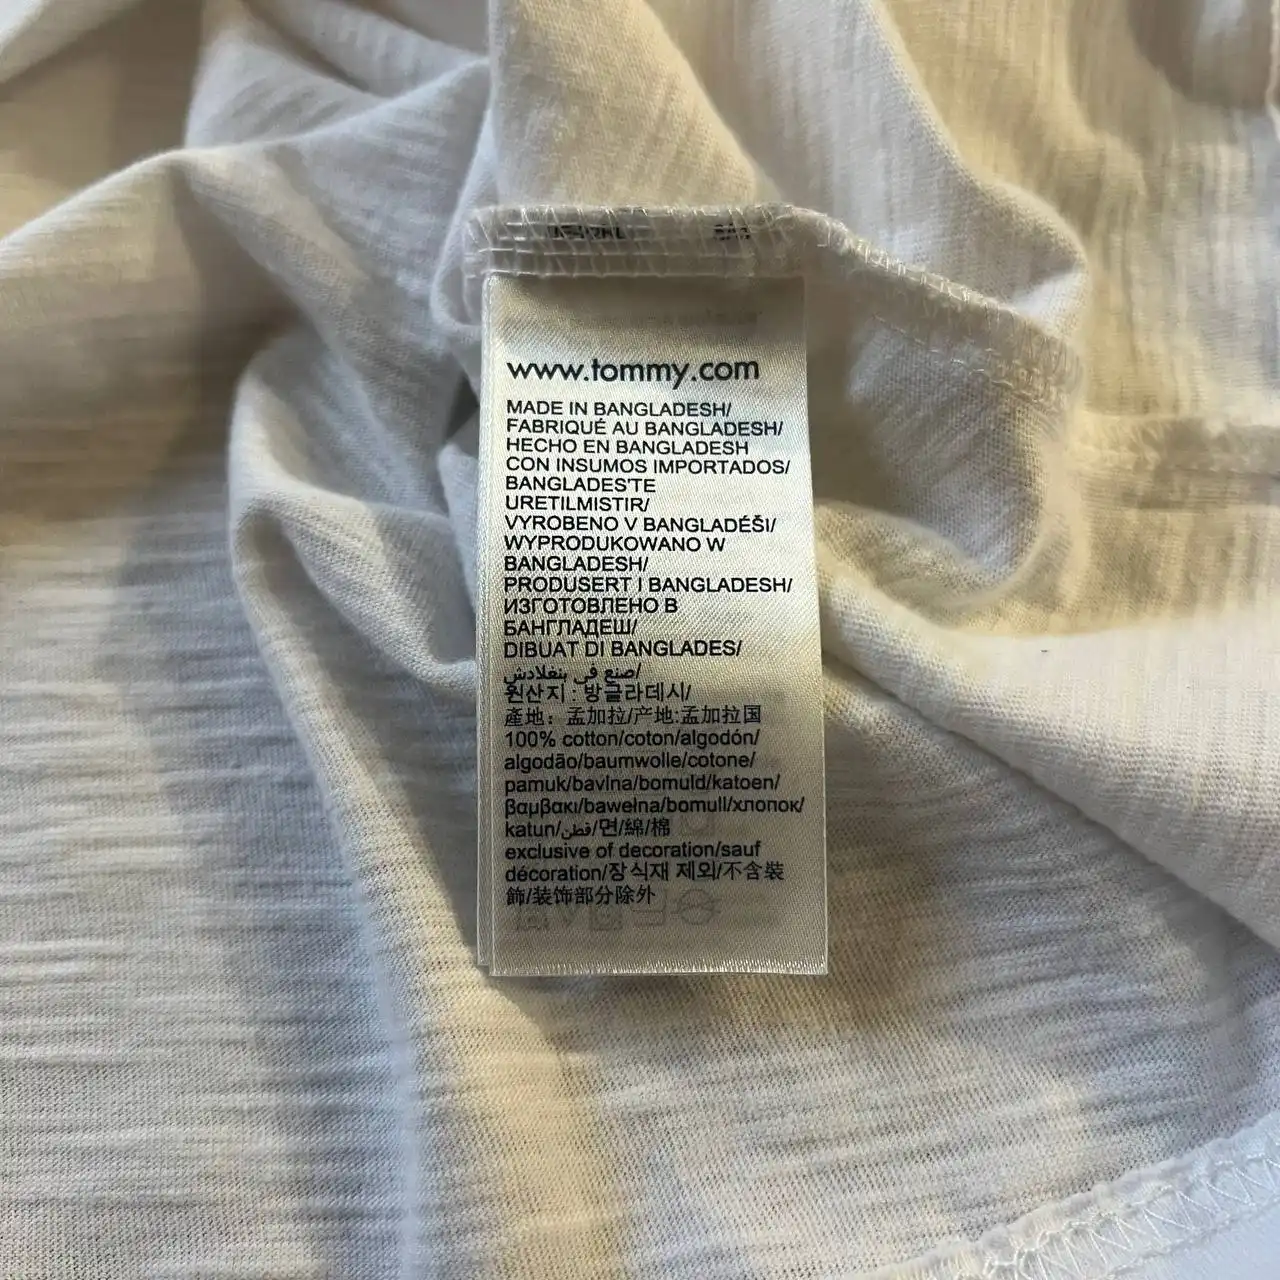 www.tommy.com
MADE IN BANGLADESH/
FABRIQUÉ AU BANGLADESH/
HECHO EN BANGLADESH
CON INSUMOS IMPORTADOS/
BANGLADES'TE
URETILMISTIR/
VYROBENO V BANGLADÉŠI/
WYPRODUKOWANO W
BANGLADESH/
PRODUSERT I BANGLADESH/
ИЗГОТОВЛЕНО В
БАНГЛАДЕШ/
DIBUAT DI BANGLADES/
صنع في بنغلادش/
원산지 : 방글라데시/
產地：孟加拉/产地:孟加拉国
100% cotton/coton/algodón/
algodão/baumwolle/cotone/
pamuk/bavlna/bomuld/katoen/
βαμβακι/bawełna/bomull/хлопок/
katun/قطن/면/綿/棉
exclusive of decoration/sauf
décoration/장식재 제외/不含裝
飾/装饰部分除外